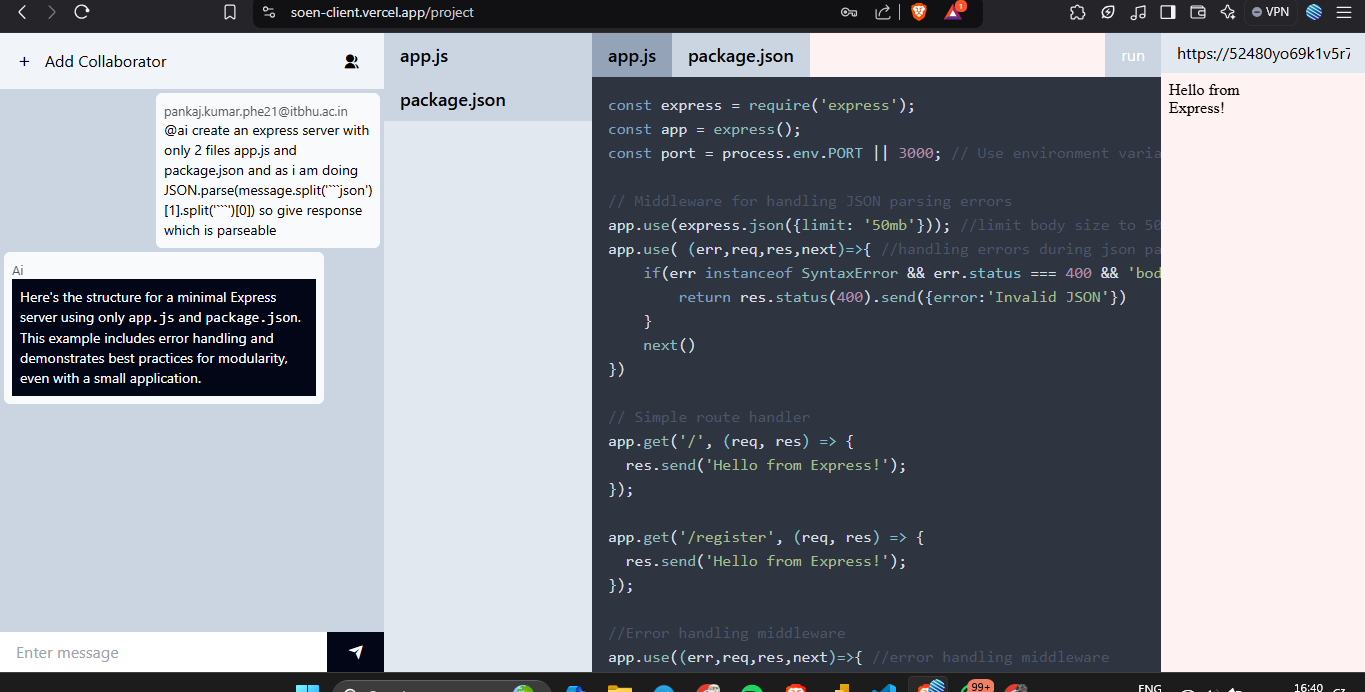 soen-client.vercel.app/project
1
VPN
+ Add Collaborator
pankaj.kumar.phe21@itbhu.ac.in
@ai create an express server with
only 2 files app.js and
package.json and as i am doing
JSON.parse(message.split('```json')
[1].split('```')[0]) so give response
which is parseable
Ai
Here's the structure for a minimal Express
server using only app.js and package.json.
This example includes error handling and
demonstrates best practices for modularity,
even with a small application.
Enter message
app.js
package.json
app.js package.json run
const express = require('express');
const app = express();
const port = process.env.PORT || 3000; // Use environment varia
// Middleware for handling JSON parsing errors
app.use(express.json({limit: '50mb'})); //limit body size to 50
app.use( (err,req,res,next)=>{ //handling errors during json pa
if(err instanceof SyntaxError && err.status === 400 && 'bod
return res.status(400).send({error:'Invalid JSON'})
}
next()
})
// Simple route handler
app.get('/', (req, res) => {
res.send('Hello from Express!');
});
app.get('/register', (req, res) => {
res.send('Hello from Express!');
});
//Error handling middleware
app.use((err,req,res,next)=>{ //error handling middleware
https://52480yo69k1v5r7
Hello from
Express!
99+
ENG
16:40